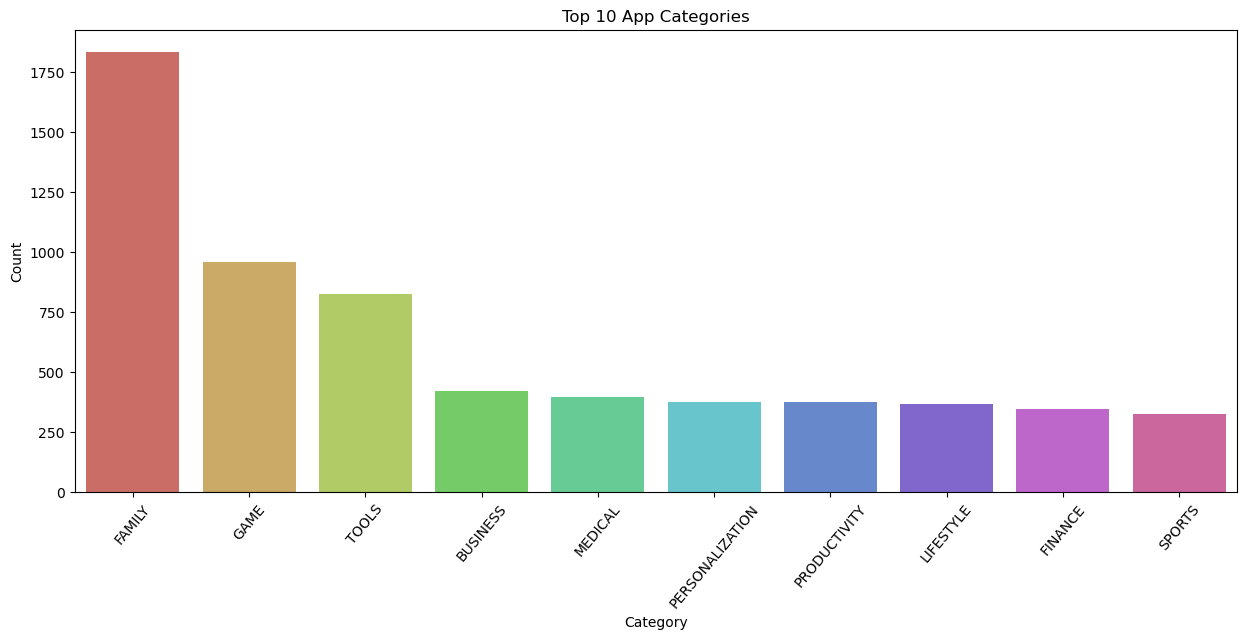 Top 10 App Categories
Count
1750
1500
1250
1000
750
500
250
0
FAMILY
GAME
TOOLS
BUSINESS
MEDICAL
PERSONALIZATION
PRODUCTIVITY
LIFESTYLE
FINANCE
SPORTS
Category